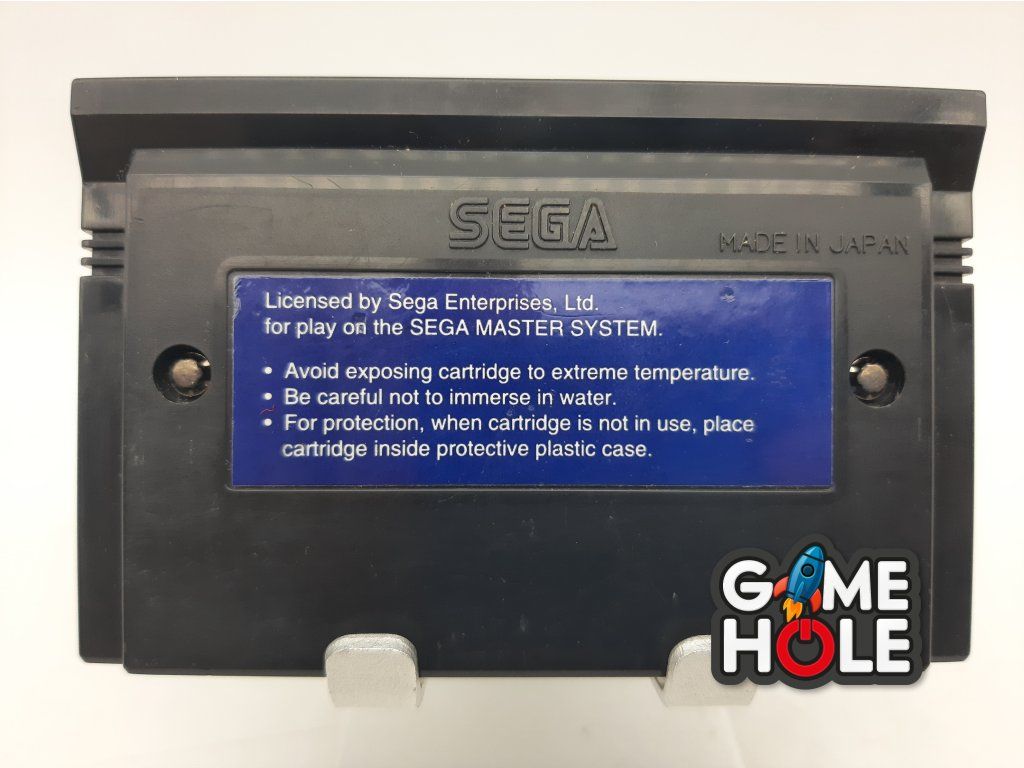 SEGA
MADE IN JAPAN
Licensed by Sega Enterprises, Ltd.
for play on the SEGA MASTER SYSTEM.
• Avoid exposing cartridge to extreme temperature.
• Be careful not to immerse in water.
• For protection, when cartridge is not in use, place
cartridge inside protective plastic case.
GAME
HOLE